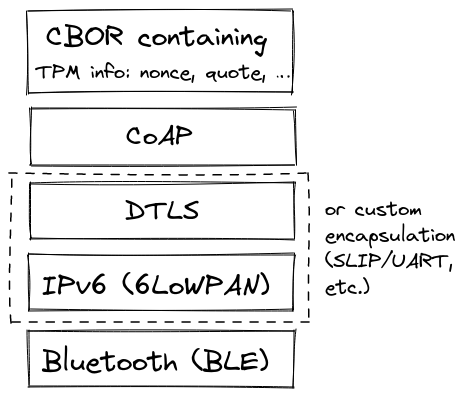 CBOR containing
TPM info: nonce, quote, ...
CoAP
DTLS
IPv6 (6LoWPAN)
or custom
encapsulation
(SLIP/UART,
etc.)
Bluetooth (BLE)